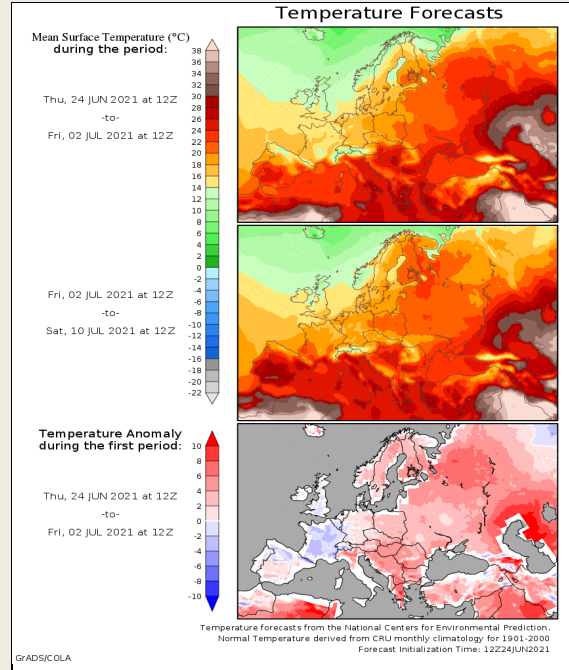 Temperature Forecasts
Mean Surface Temperature (°C)
during the period:
Thu, 24 JUN 2021 at 12Z
-to-
Fri, 02 JUL 2021 at 12Z
38
36
34
32
30
28
26
24
22
20
18
16
14
12
10
8
6
4
2
0
-2
-4
-6
-8
-10
-12
-14
-16
-18
-20
-22
Fri, 02 JUL 2021 at 12Z
-to-
Sat, 10 JUL 2021 at 12Z
Temperature Anomaly
during the first period:
Thu, 24 JUN 2021 at 12Z
-to-
Fri, 02 JUL 2021 at 12Z
10
8
6
4
2
0
-2
-4
-6
-8
-10
Temperature forecasts from the National Centers for Environmental Prediction.
Normal Temperature derived from CRU monthly climatology for 1901-2000
Forecast Initialization Time: 12Z24JUN2021
GrADS/COLA